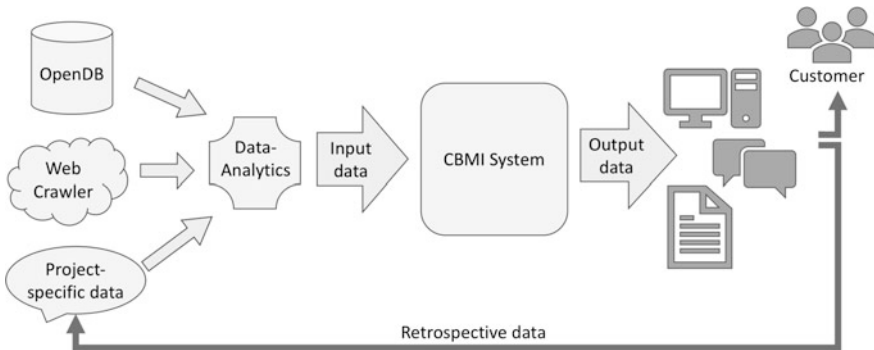 OpenDB
Web
Crawler
Project-
specific data
Data-
Analytics
Input
data
CBMI System
Output
data
Customer
Retrospective data